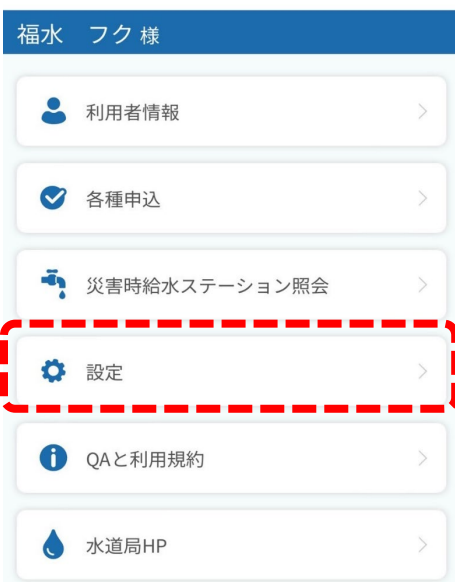 福水　フク 様
利用者情報
各種申込
災害時給水ステーション照会
設定
QAと利用規約
水道局HP